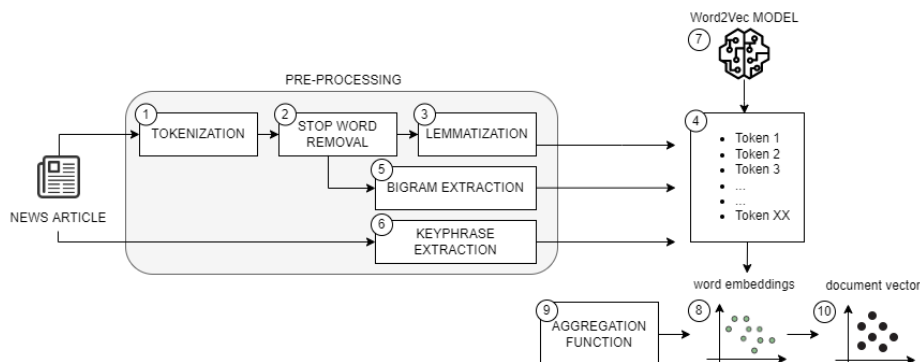 Word2Vec MODEL
7
PRE-PROCESSING
1
TOKENIZATION
2
STOP WORD
REMOVAL
3
LEMMATIZATION
4
• Token 1
• Token 2
• Token 3
• ...
• ...
• Token XX
5
BIGRAM EXTRACTION
NEWS ARTICLE
6
KEYPHRASE
EXTRACTION
word embeddings
document vector
9
AGGREGATION
FUNCTION
8
10